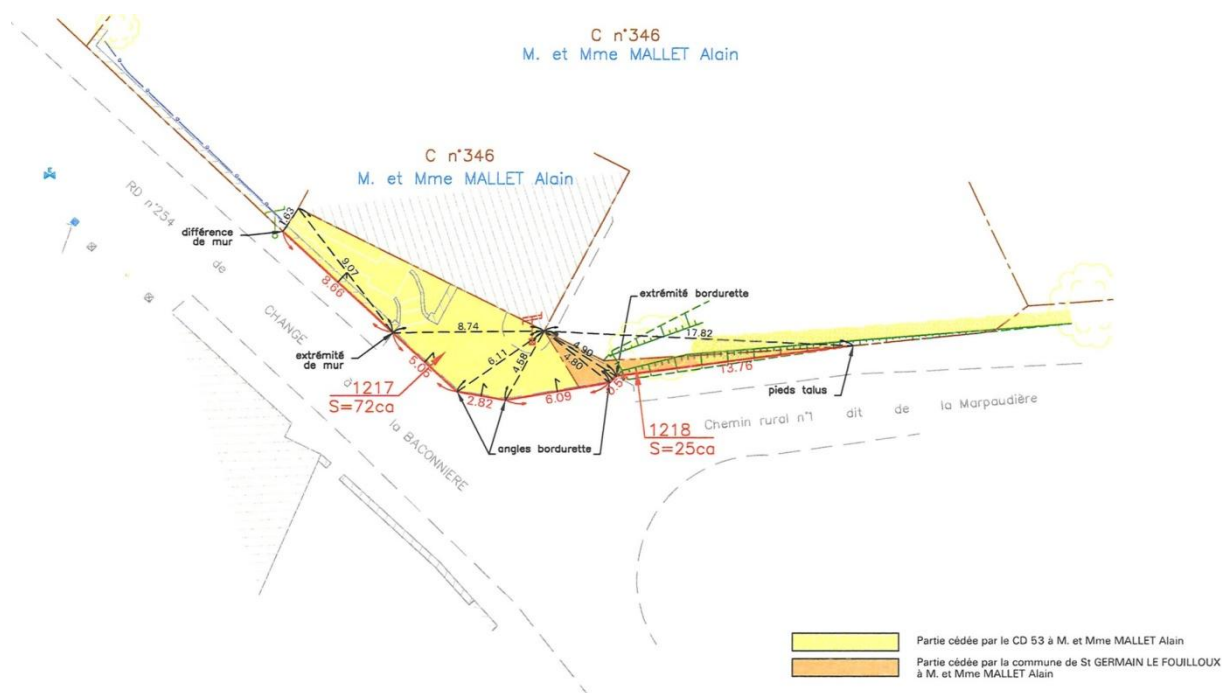 C n°346
M. et Mme MALLET Alain
C n°346
M. et Mme MALLET Alain
RD n°254
de
CHANGE
à
la BACONNIERE
différence
de mur
1.63
9.07
8.66
extrémité
de mur
8.74
6.11
4.58
4.90
4.80
17.82
extrémité bordurette
5.05
2.82
6.09
0.58
13.76
1217
S=72ca
angles bordurette
1218
S=25ca
pieds talus
Chemin rural n°1 dit de la Marpaudière
Partie cédée par le CD 53 à M. et Mme MALLET Alain
Partie cédée par la commune de St GERMAIN LE FOUILLOUX
à M. et Mme MALLET Alain